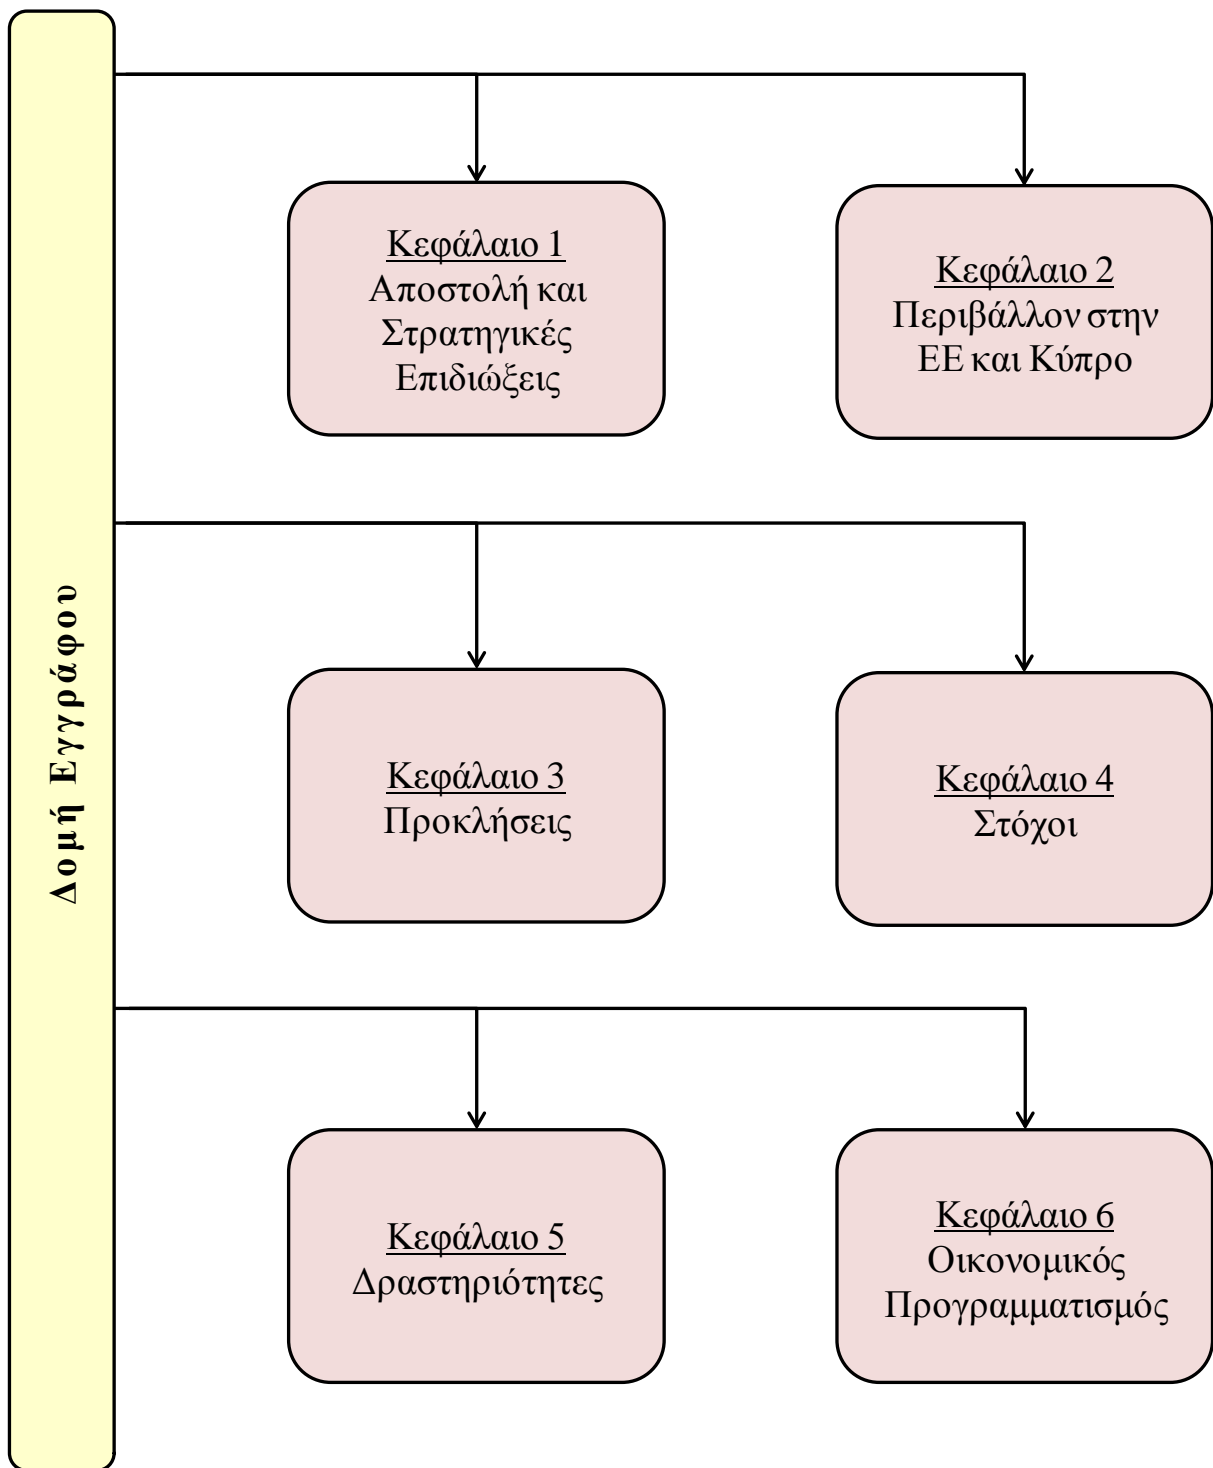 Δομή Εγγράφου
Κεφάλαιο 1
Αποστολή και
Στρατηγικές
Επιδιώξεις
Κεφάλαιο 2
Περιβάλλον στην
ΕΕ και Κύπρο
Κεφάλαιο 3
Προκλήσεις
Κεφάλαιο 4
Στόχοι
Κεφάλαιο 5
Δραστηριότητες
Κεφάλαιο 6
Οικονομικός
Προγραμματισμός